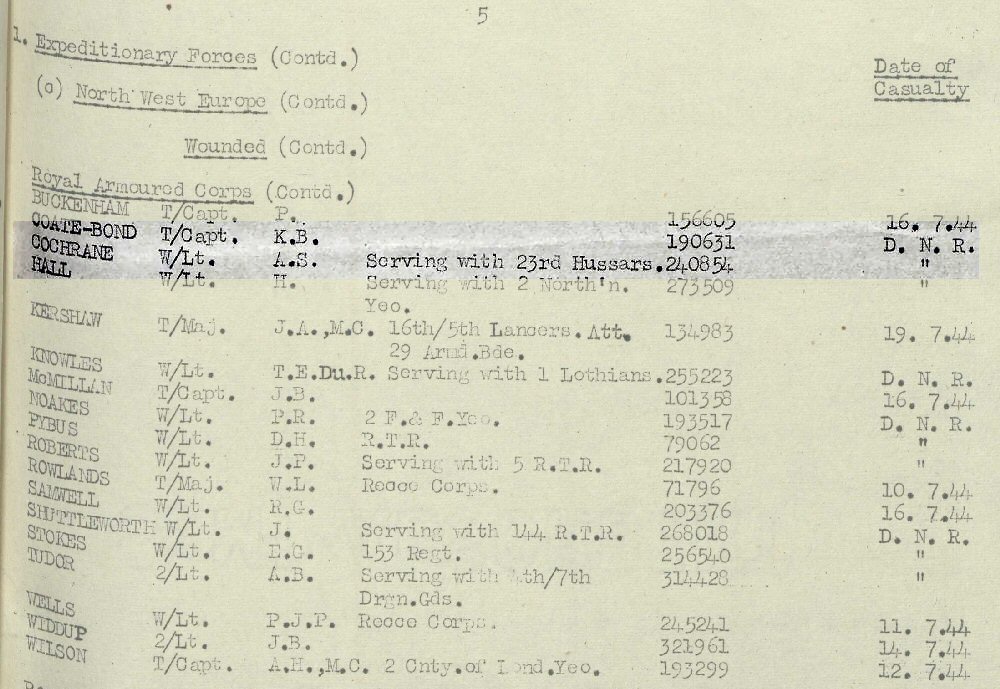 5
1. Expeditionary Forces (Contd.)
Date of
Casualty
(a) North West Europe (Contd.)
Wounded (Contd.)
Royal Armoured Corps (Contd.)
BUCKENHAM T/Capt. P. 156605 16. 7.44
COATE-BOND T/Capt. K.B. 190631 D. N. R.
COCHRANE W/Lt. A.S. Serving with 23rd Hussars. 240854 "
HALL W/Lt. H. Serving with 2 North'n. 273509 "
Yeo.
KERSHAW T/Maj. J.A.,M.C. 16th/5th Lancers. Att. 134983 19. 7.44
29 Armd.Bde.
KNOWLES W/Lt. T.E.Du.R. Serving with 1 Lothians. 255223 D. N. R.
McMILLAN T/Capt. J.B. 101358 16. 7.44
NOAKES W/Lt. P.R. 2 F.& F.Yeo. 193517 D. N. R.
PYBUS W/Lt. D.H. R.T.R. 79062 "
ROBERTS W/Lt. J.P. Serving with 5 R.T.R. 217920 "
ROWLANDS T/Maj. W.L. Recce Corps. 71796 10. 7.44
SAMWELL W/Lt. R.G. 203376 16. 7.44
SHUTTLEWORTH W/Lt. J. Serving with 144 R.T.R. 268018 D. N. R.
STOKES W/Lt. E.G. 153 Regt. 256540 "
TUDOR 2/Lt. A.B. Serving with 4th/7th 314428 "
Drgn.Gds.
WELLS W/Lt. P.J.P. Recce Corps. 245241 11. 7.44
WIDDUP 2/Lt. J.B. 321961 14. 7.44
WILSON T/Capt. A.H.,M.C. 2 Cnty.of Lond.Yeo. 193299 12. 7.44